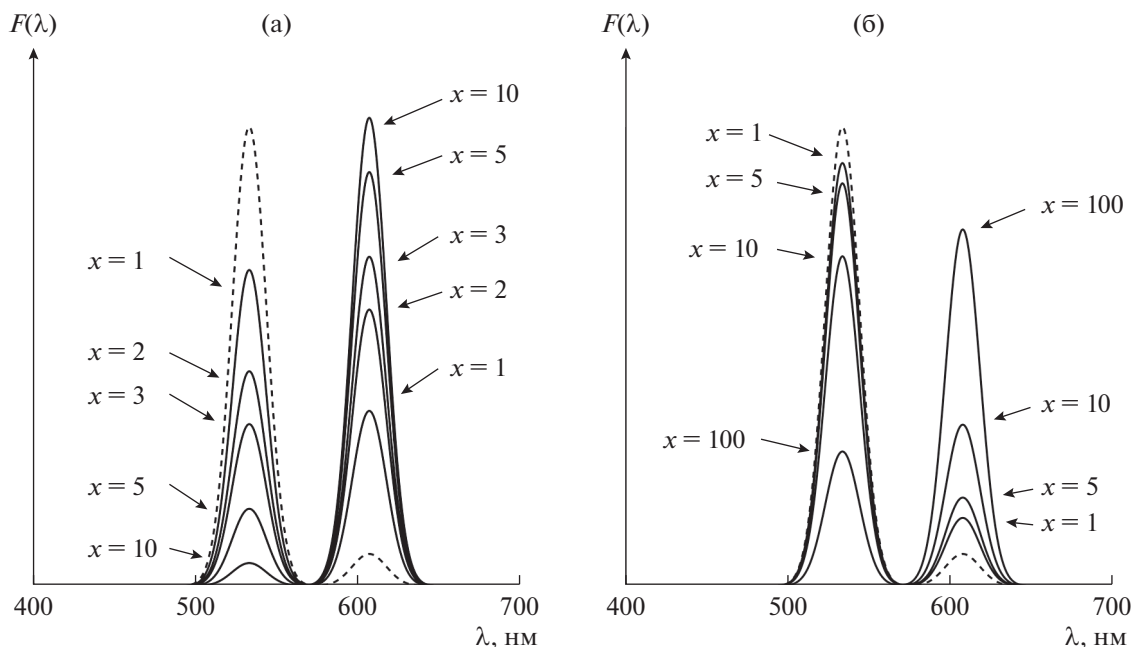 F(λ)
(а)
x = 10
x = 5
x = 3
x = 2
x = 1
x = 1
x = 2
x = 3
x = 5
x = 10
400
500
600
700
λ, нм
F(λ)
(б)
x = 1
x = 5
x = 10
x = 100
x = 100
x = 10
x = 5
x = 1
400
500
600
700
λ, нм